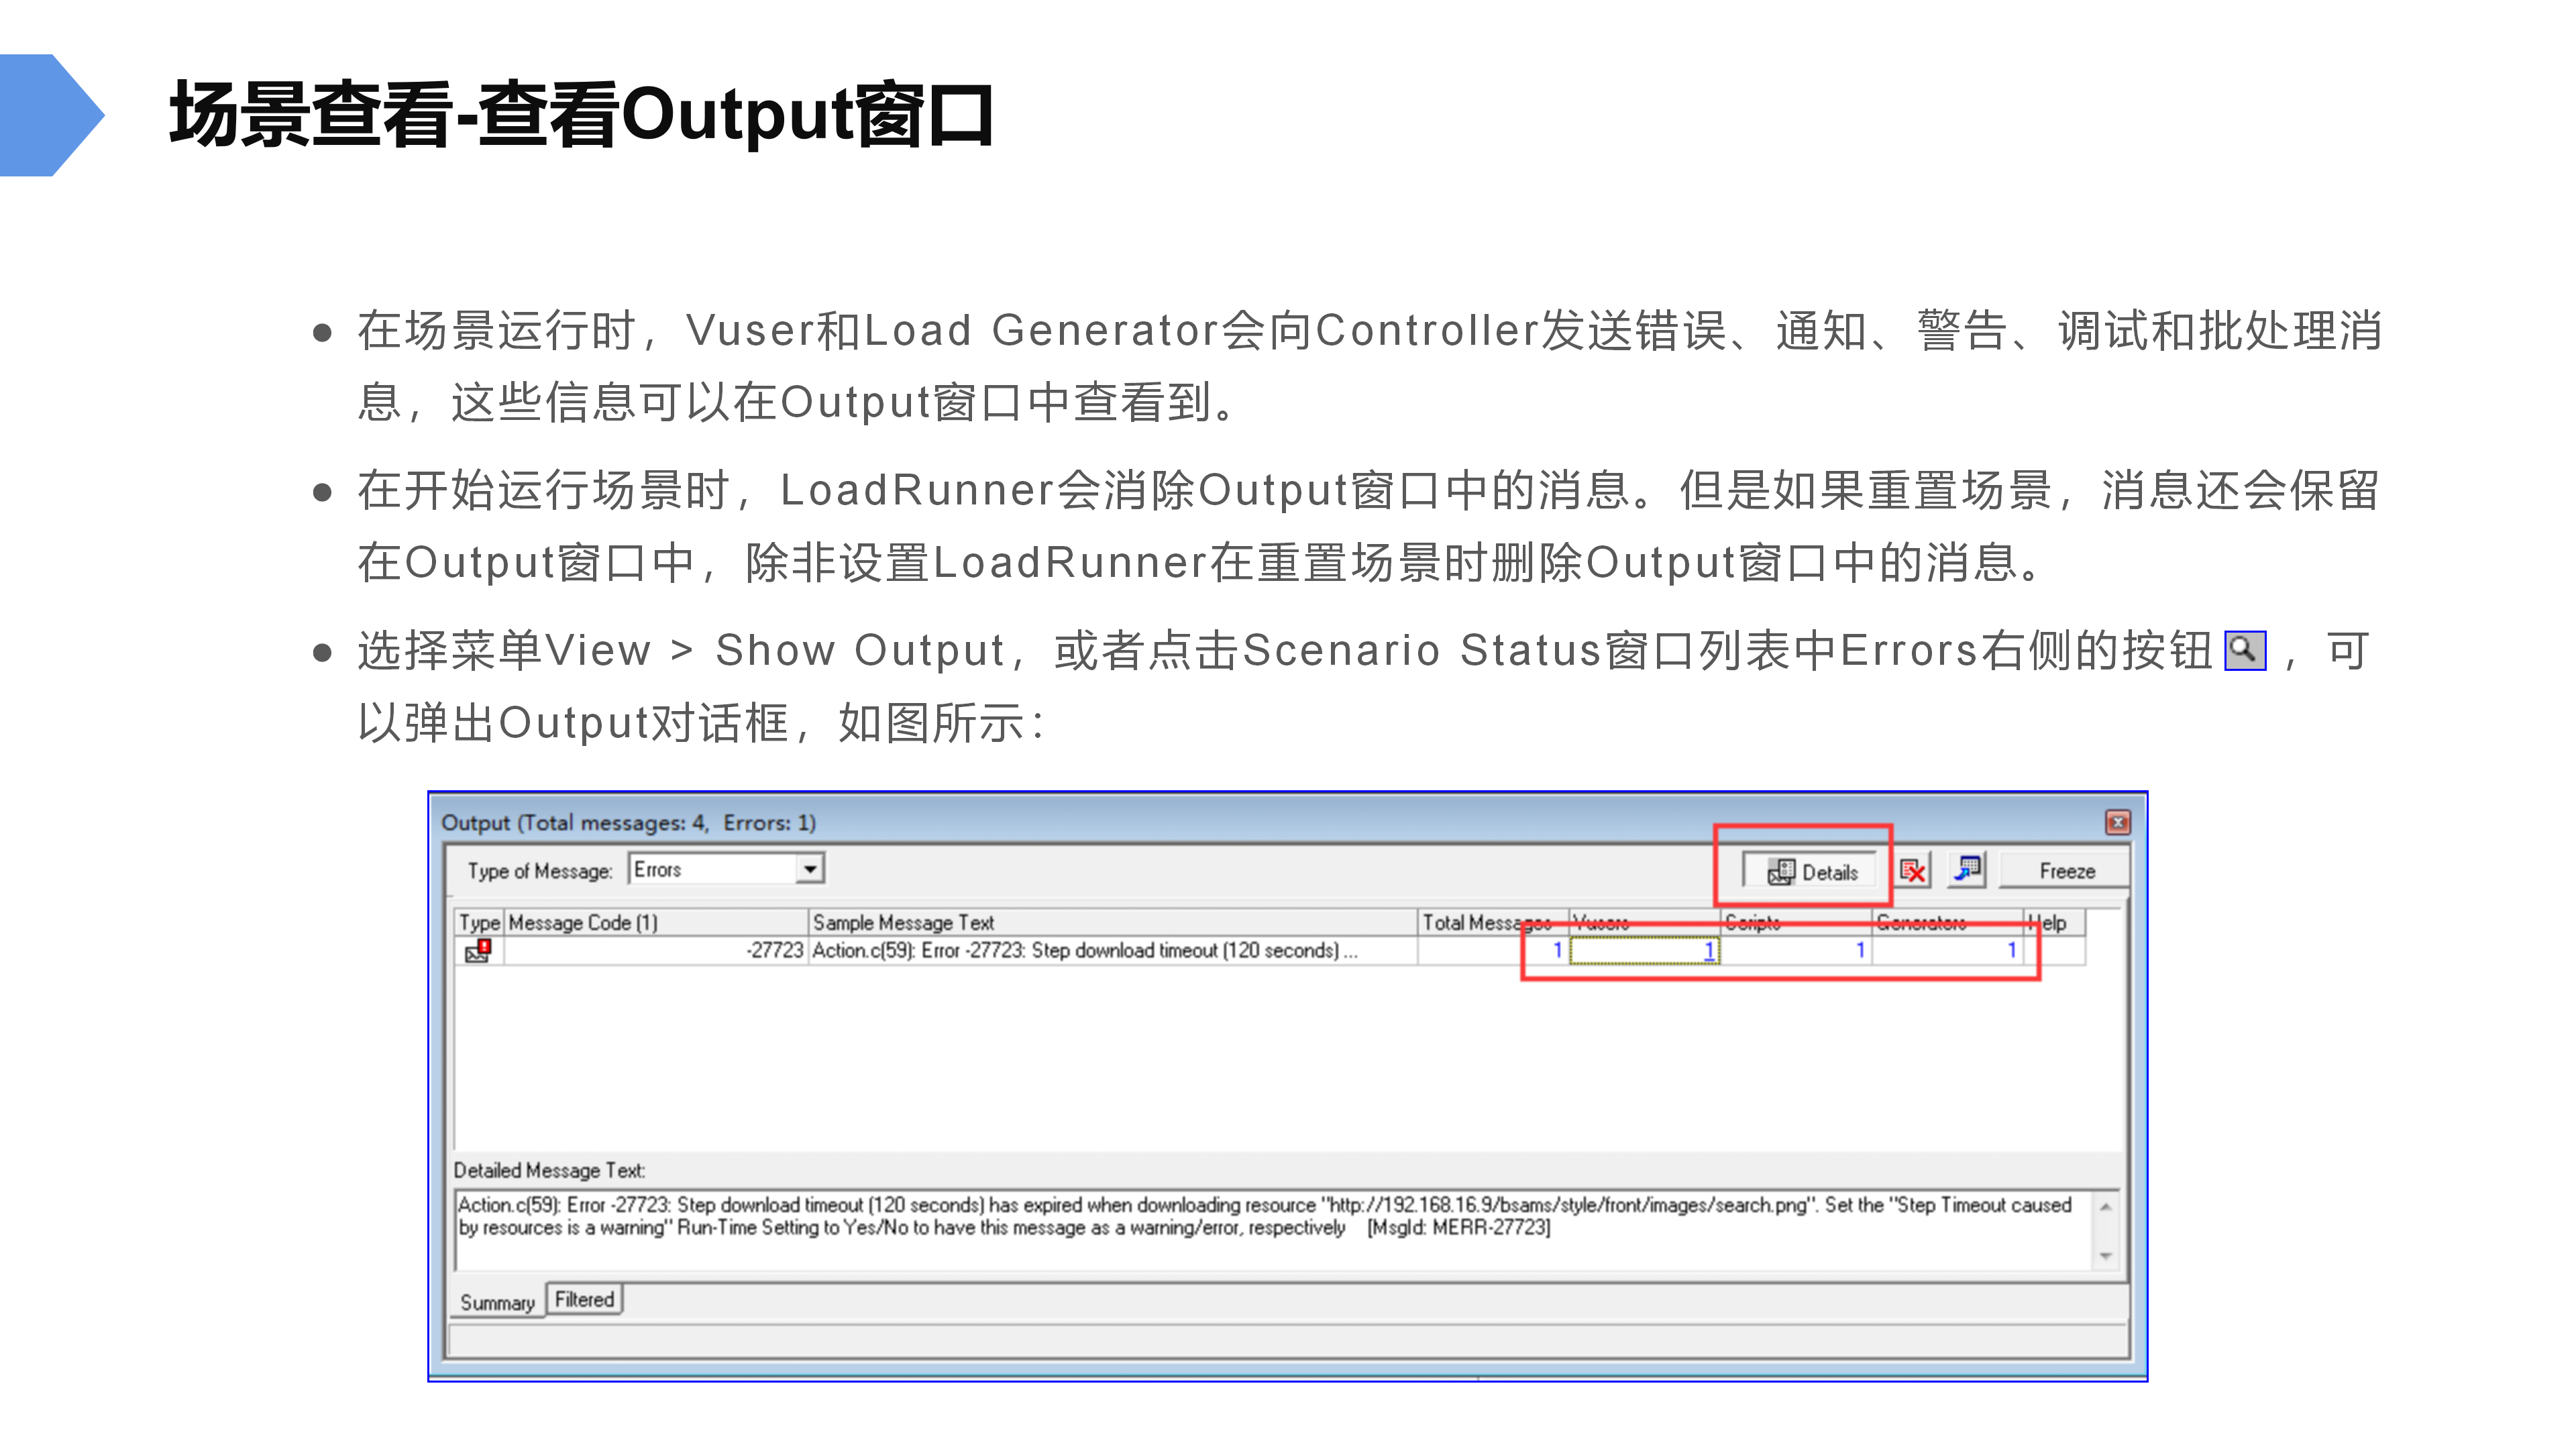 场景查看-查看Output窗口
● 在场景运行时，Vuser和Load Generator会向Controller发送错误、通知、警告、调试和批处理消
息，这些信息可以在Output窗口中查看到。
● 在开始运行场景时，LoadRunner会消除Output窗口中的消息。但是如果重置场景，消息还会保留
在Output窗口中，除非设置LoadRunner在重置场景时删除Output窗口中的消息。
● 选择菜单View > Show Output，或者点击Scenario Status窗口列表中Errors右侧的按钮 ，可
以弹出Output对话框，如图所示：
Output (Total messages: 4, Errors: 1)
Type of Message: Errors Details Freeze
Type Message Code (1) Sample Message Text Total Messages Vusers Scripts Generators Help
-27723 Action.c(59): Error -27723: Step download timeout (120 seconds) ... 1 1 1 1
Detailed Message Text:
Action.c(59): Error -27723: Step download timeout (120 seconds) has expired when downloading resource "http://192.168.16.9/bsams/style/front/images/search.png". Set the "Step Timeout caused
by resources is a warning" Run-Time Setting to Yes/No to have this message as a warning/error, respectively [MsgId: MERR-27723]
Summary Filtered